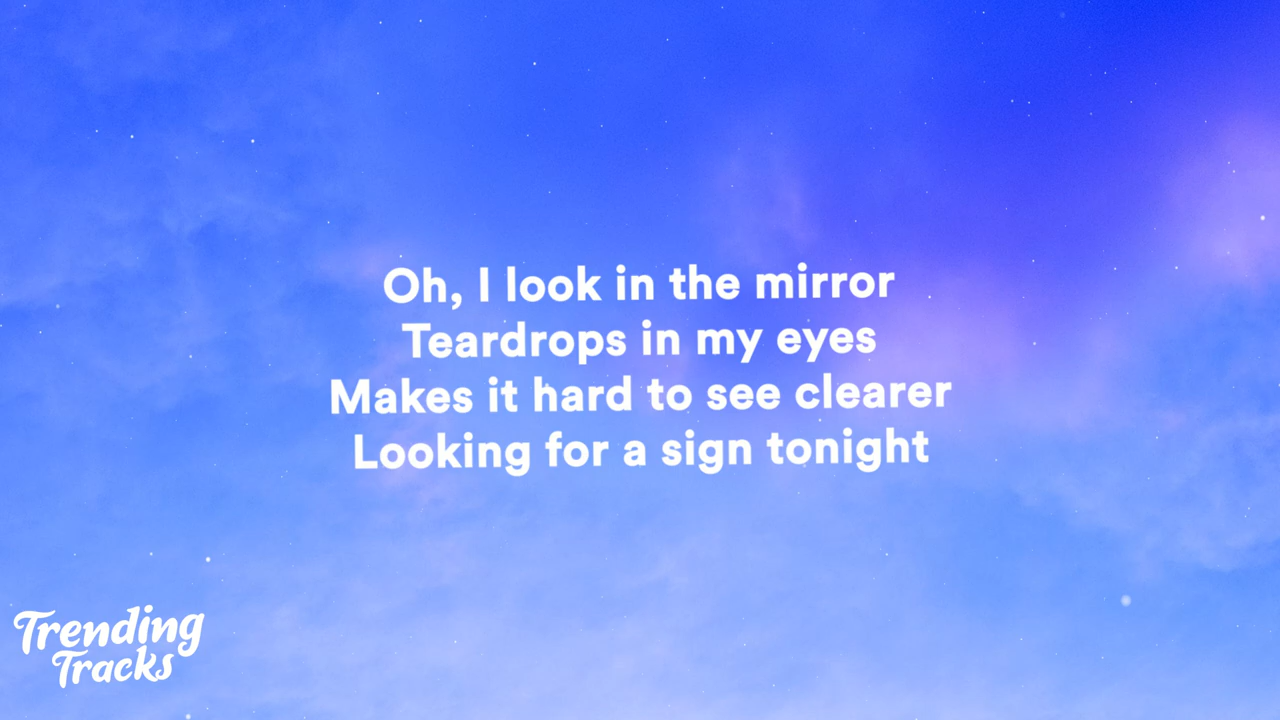 Oh, I look in the mirror
Teardrops in my eyes
Makes it hard to see clearer
Looking for a sign tonight
Trending
Tracks